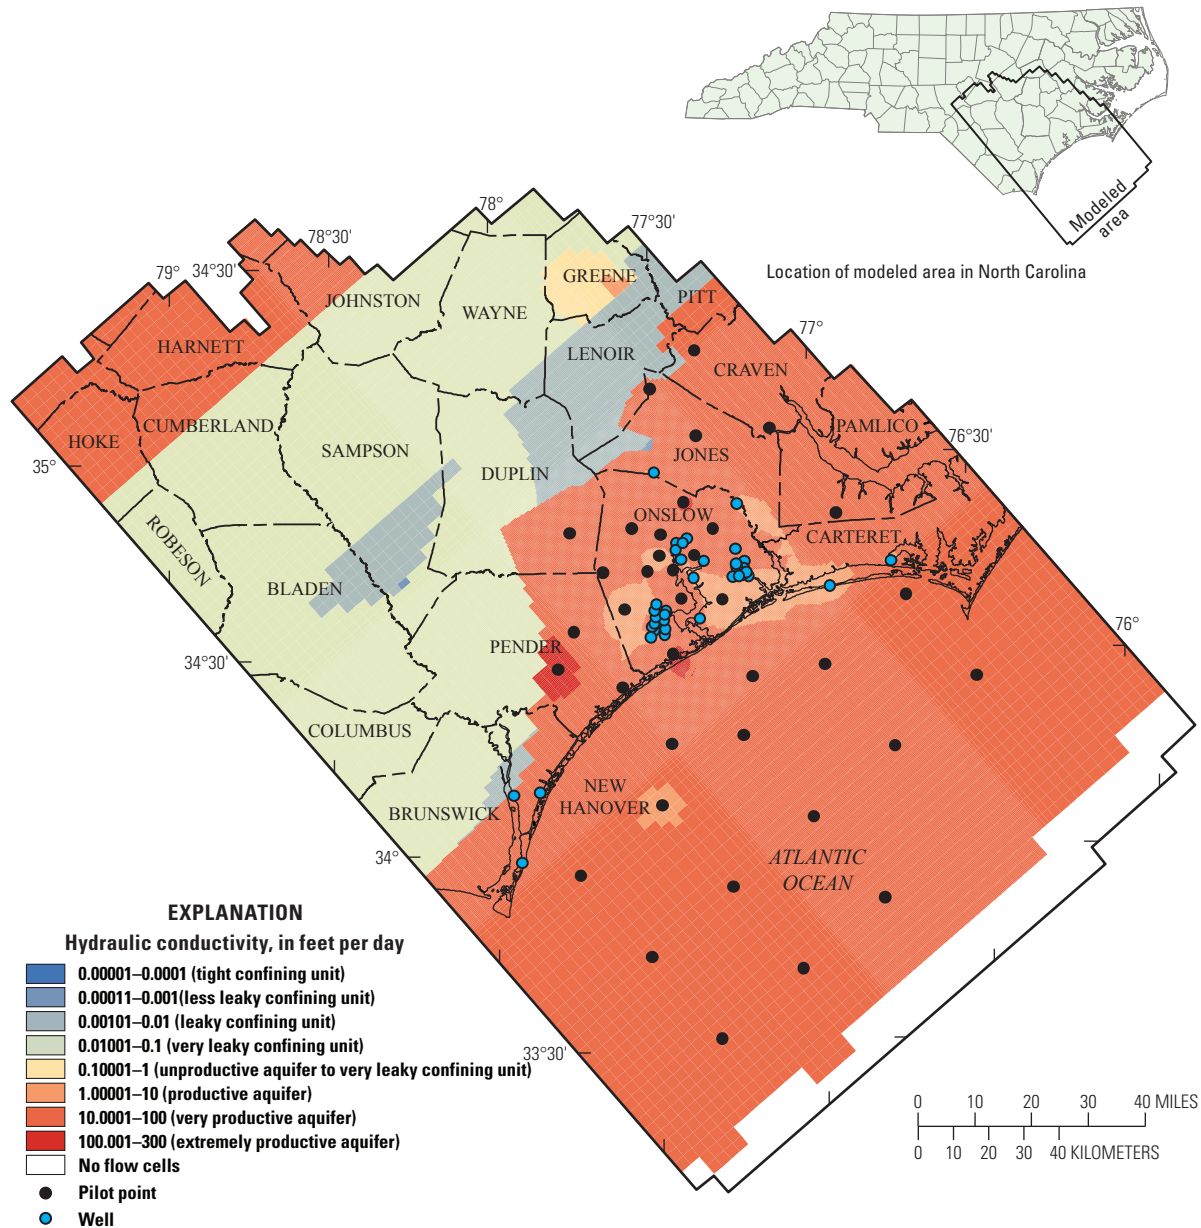 Modeled
area
Location of modeled area in North Carolina
78°
77°30'
78°30'
79°
34°30'
77°
76°30'
76°
35°
34°30'
34°
33°30'
GREENE
PITT
JOHNSTON
WAYNE
HARNETT
LENOIR
CRAVEN
CUMBERLAND
PAMLICO
HOKE
SAMPSON
JONES
DUPLIN
ROBESON
ONSLOW
CARTERET
BLADEN
PENDER
COLUMBUS
NEW
HANOVER
BRUNSWICK
ATLANTIC
OCEAN
EXPLANATION
Hydraulic conductivity, in feet per day
0.00001–0.0001 (tight confining unit)
0.00011–0.001(less leaky confining unit)
0.00101–0.01 (leaky confining unit)
0.01001–0.1 (very leaky confining unit)
0.10001–1 (unproductive aquifer to very leaky confining unit)
1.00001–10 (productive aquifer)
10.0001–100 (very productive aquifer)
100.001–300 (extremely productive aquifer)
No flow cells
Pilot point
Well
0 10 20 30 40 MILES
0 10 20 30 40 KILOMETERS